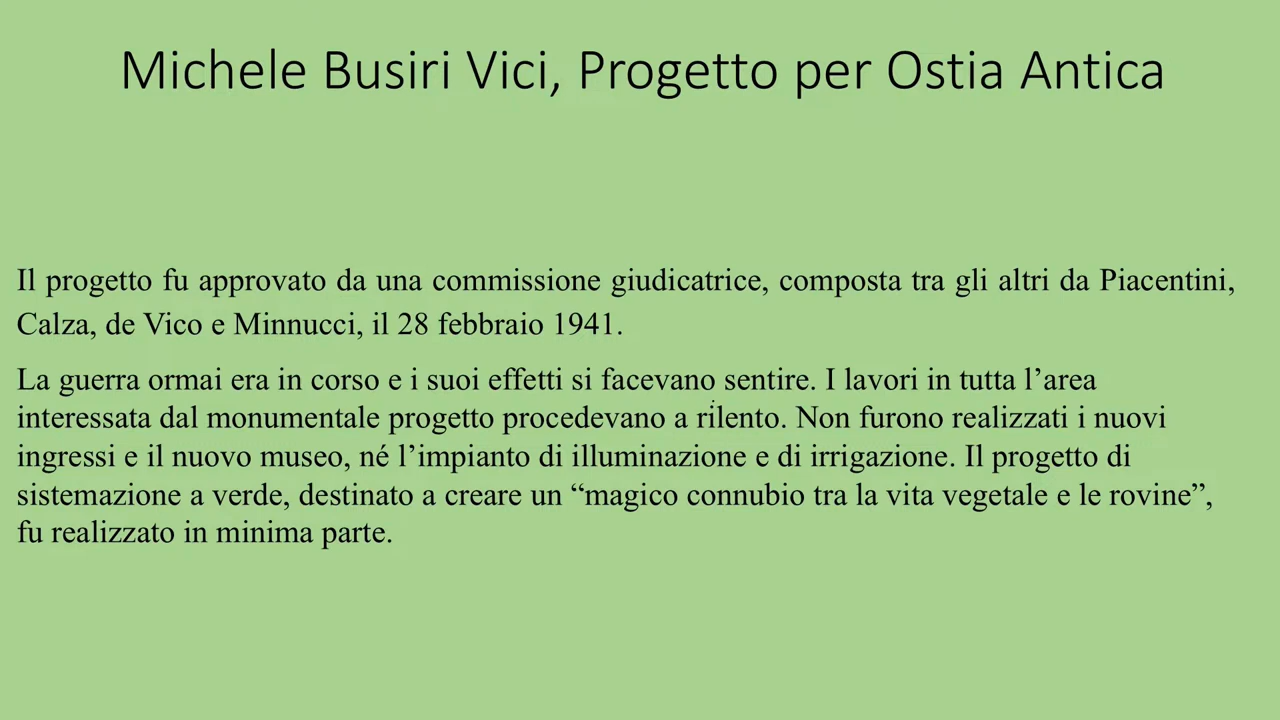 Michele Busiri Vici, Progetto per Ostia Antica
Il progetto fu approvato da una commissione giudicatrice, composta tra gli altri da Piacentini,
Calza, de Vico e Minnucci, il 28 febbraio 1941.
La guerra ormai era in corso e i suoi effetti si facevano sentire. I lavori in tutta l’area
interessata dal monumentale progetto procedevano a rilento. Non furono realizzati i nuovi
ingressi e il nuovo museo, né l’impianto di illuminazione e di irrigazione. Il progetto di
sistemazione a verde, destinato a creare un “magico connubio tra la vita vegetale e le rovine”,
fu realizzato in minima parte.